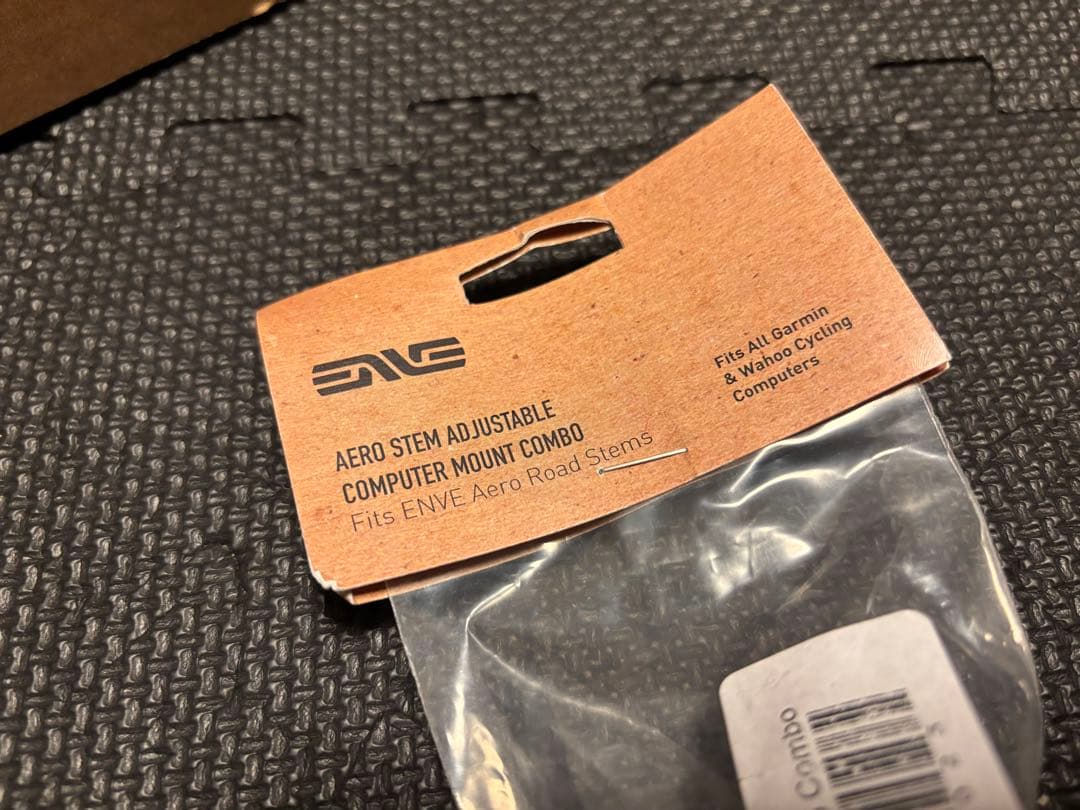 ENVE
AERO STEM ADJUSTABLE
COMPUTER MOUNT COMBO
Fits ENVE Aero Road Stems
Fits All Garmin
& Wahoo Cycling
Computers
Combo